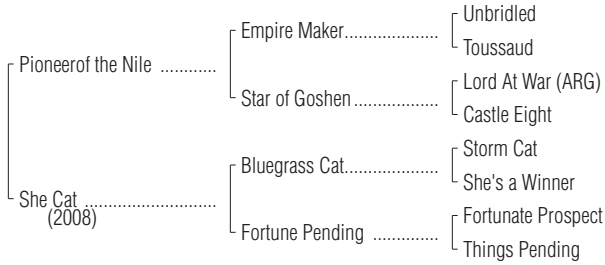 Unbridled
Empire Maker.....................
Toussaud
Pioneerof the Nile ............
Lord At War (ARG)
Star of Goshen...................
Castle Eight
Storm Cat
Bluegrass Cat.....................
She's a Winner
She Cat ............................
(2008)
Fortunate Prospect
Fortune Pending ...............
Things Pending